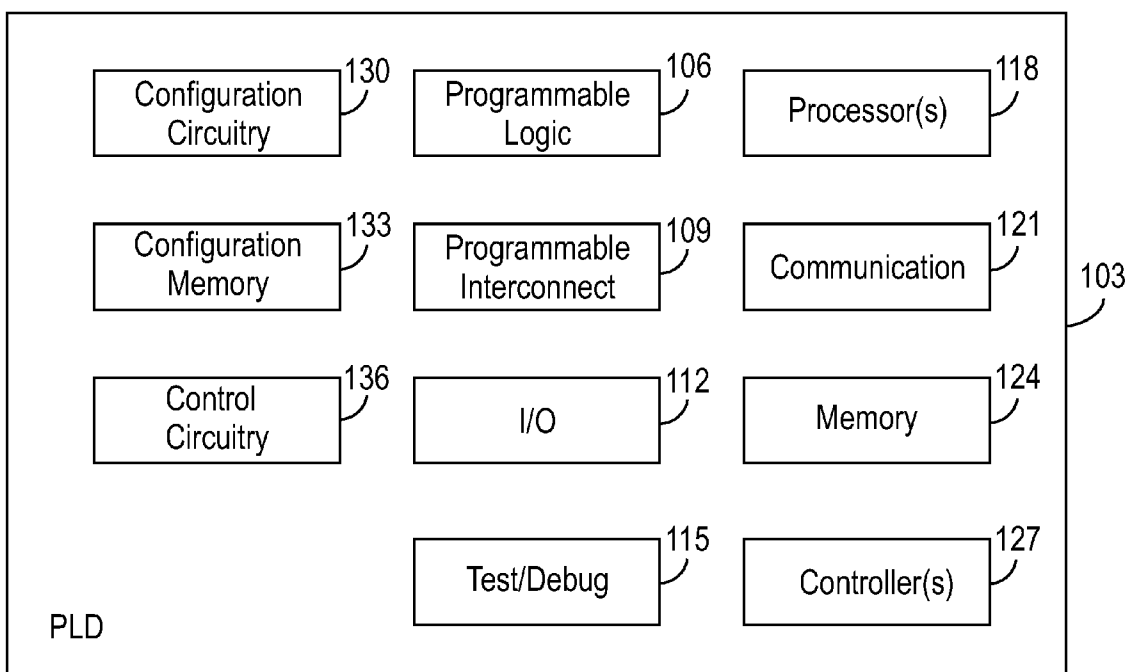 130
Configuration
Circuitry
106
Programmable
Logic
118
Processor(s)
133
Configuration
Memory
109
Programmable
Interconnect
121
Communication
103
136
Control
Circuitry
112
I/O
124
Memory
115
Test/Debug
127
Controller(s)
PLD